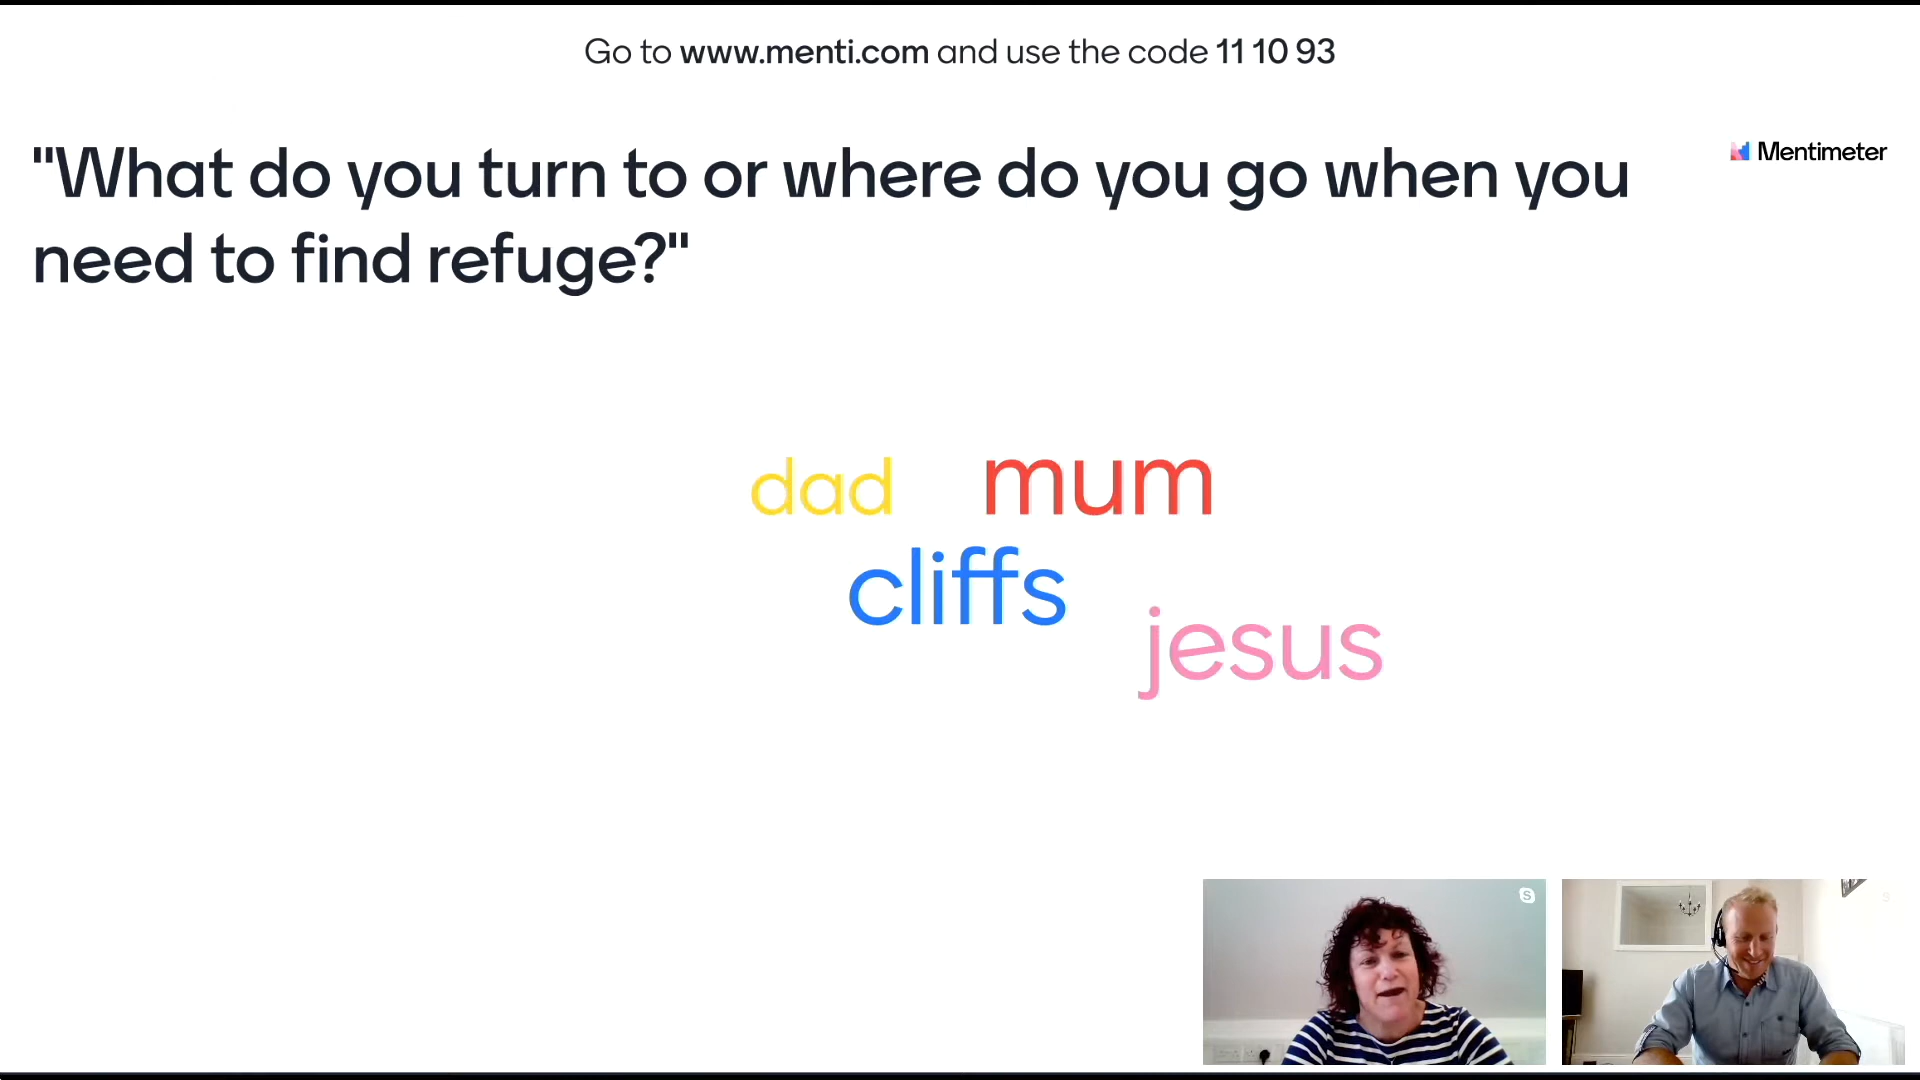 Go to www.menti.com and use the code 11 10 93
Mentimeter
"What do you turn to or where do you go when you
need to find refuge?"
dad mum
cliffs
jesus